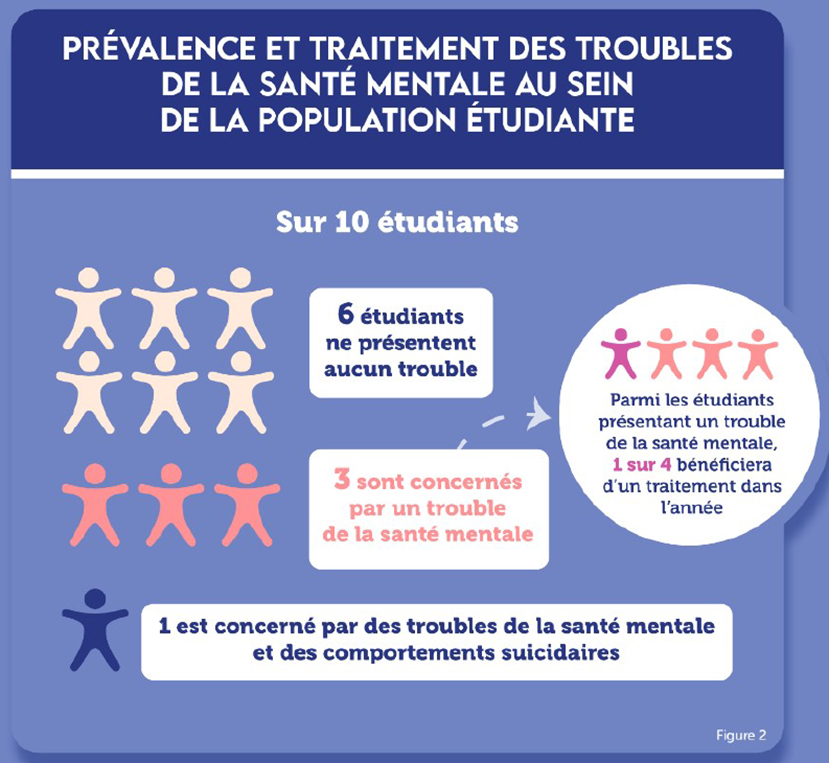 PRÉVALENCE ET TRAITEMENT DES TROUBLES
DE LA SANTÉ MENTALE AU SEIN
DE LA POPULATION ÉTUDIANTE
Sur 10 étudiants
6 étudiants
ne présentent
aucun trouble
Parmi les étudiants
présentant un trouble
de la santé mentale,
1 sur 4 bénéficiera
d'un traitement dans
l'année
3 sont concernés
par un trouble
de la santé mentale
1 est concerné par des troubles de la santé mentale
et des comportements suicidaires
Figure 2